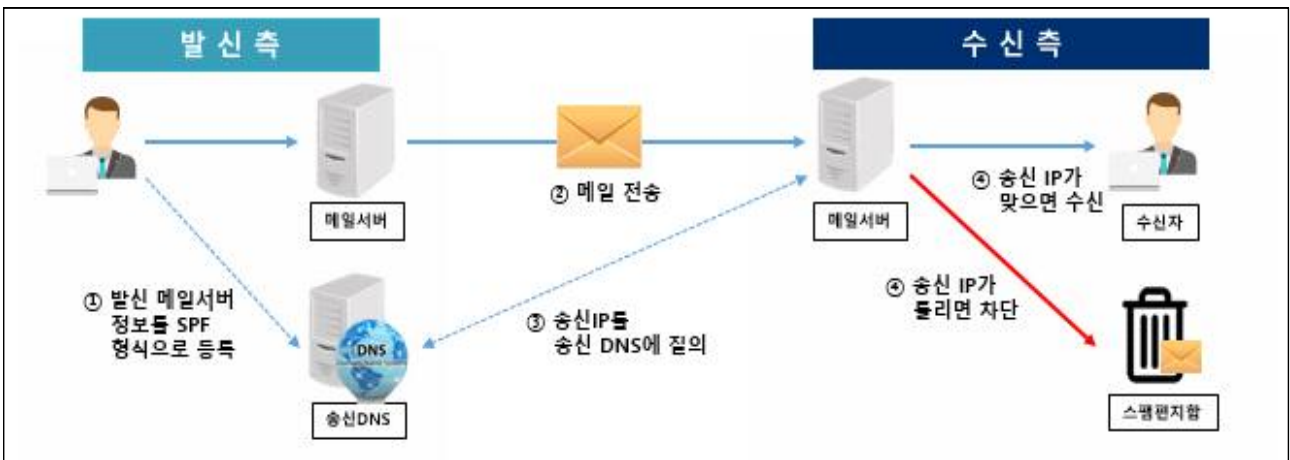 발 신 측
수 신 측
메일서버
② 메일 전송
메일서버
④ 송신 IP가
맞으면 수신
수신자
① 발신 메일서버
정보를 SPF
형식으로 등록
DNS
송신DNS
③ 송신IP를
송신 DNS에 질의
④ 송신 IP가
틀리면 차단
스팸편지함